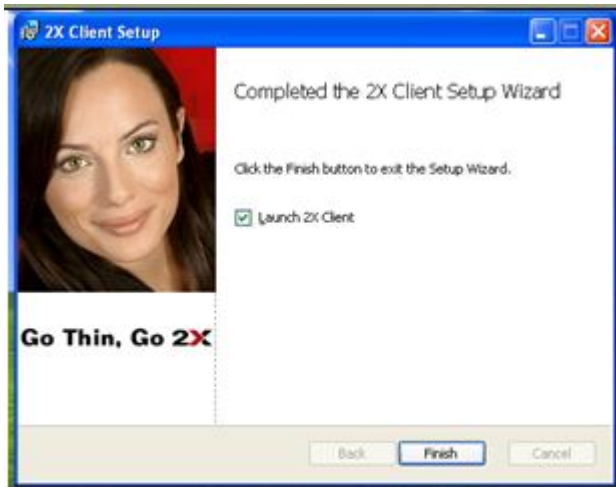 2X Client Setup
Completed the 2X Client Setup Wizard
Click the Finish button to exit the Setup Wizard.
Launch 2X Client
Go Thin, Go 2X
Back
Finish
Cancel